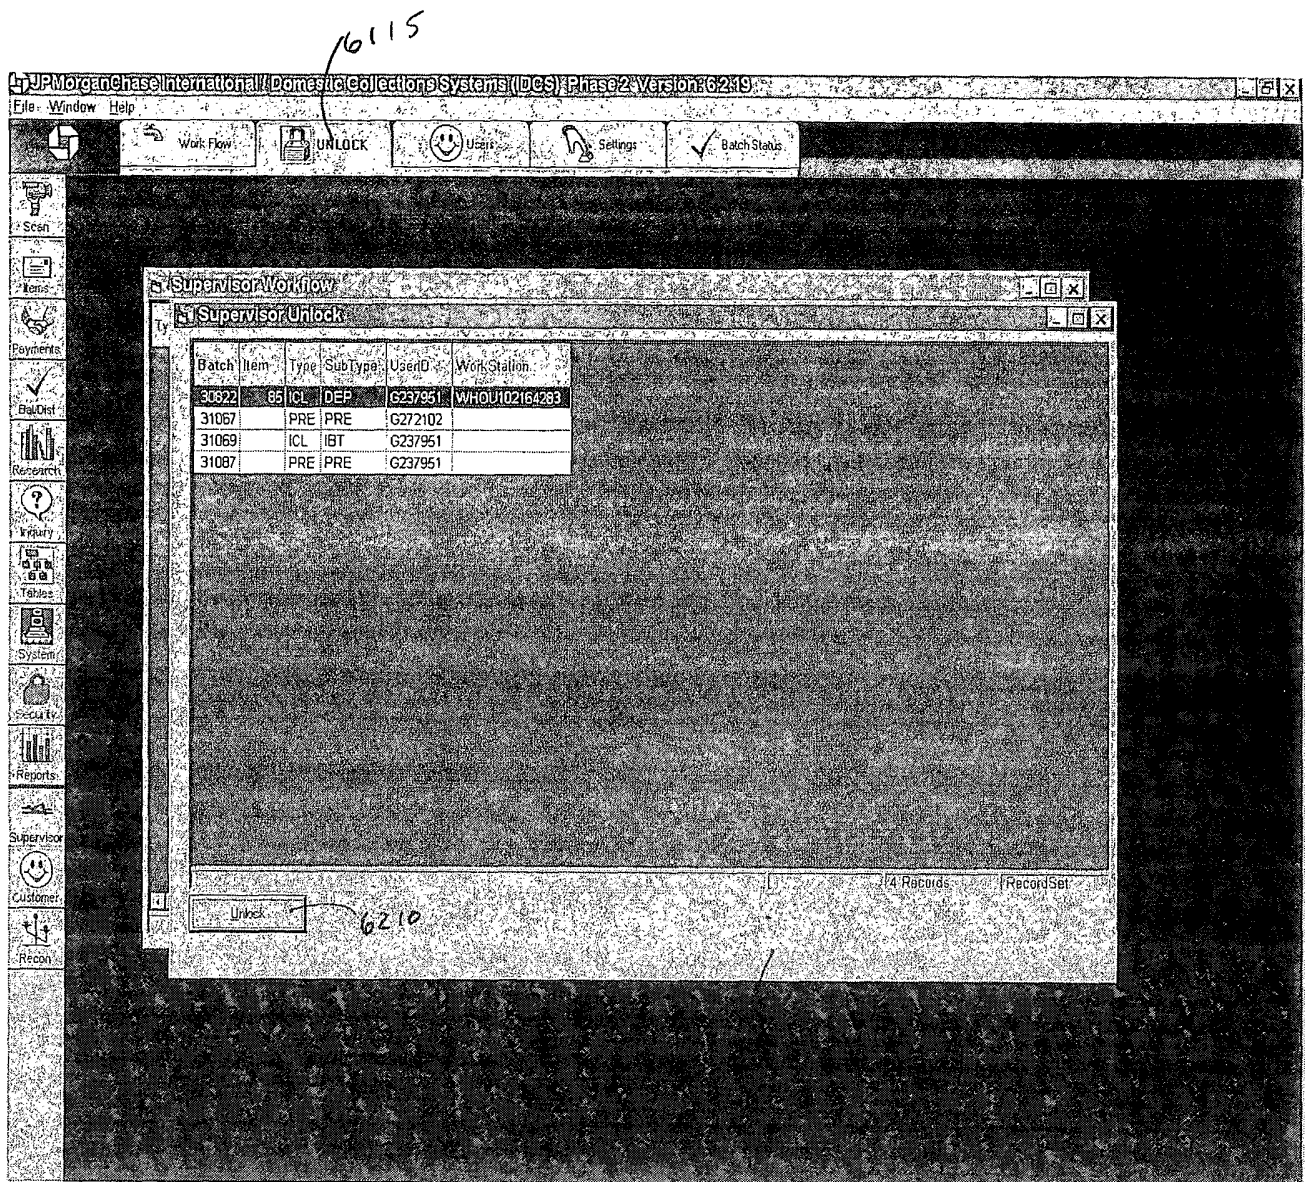 6115
JPMorganChase International / Domestic Collections Systems (DCS) Phase 2 Version: 6.2.19
File Window Help
Work Flow UNLOCK Users Settings Batch Status
Scan
Items
Payments
Bal/Dist
Research
Inquiry
Tables
System
Security
Reports
Supervisor
Customer
Recon
Supervisor Workflow
Ty
Supervisor Unlock
Batch Item Type SubType UserID WorkStation
30822 85 ICL DEP G237951 WHOU102164283
31067 PRE PRE G272102
31069 ICL IBT G237951
31087 PRE PRE G237951
4 Records RecordSet
Unlock 6210